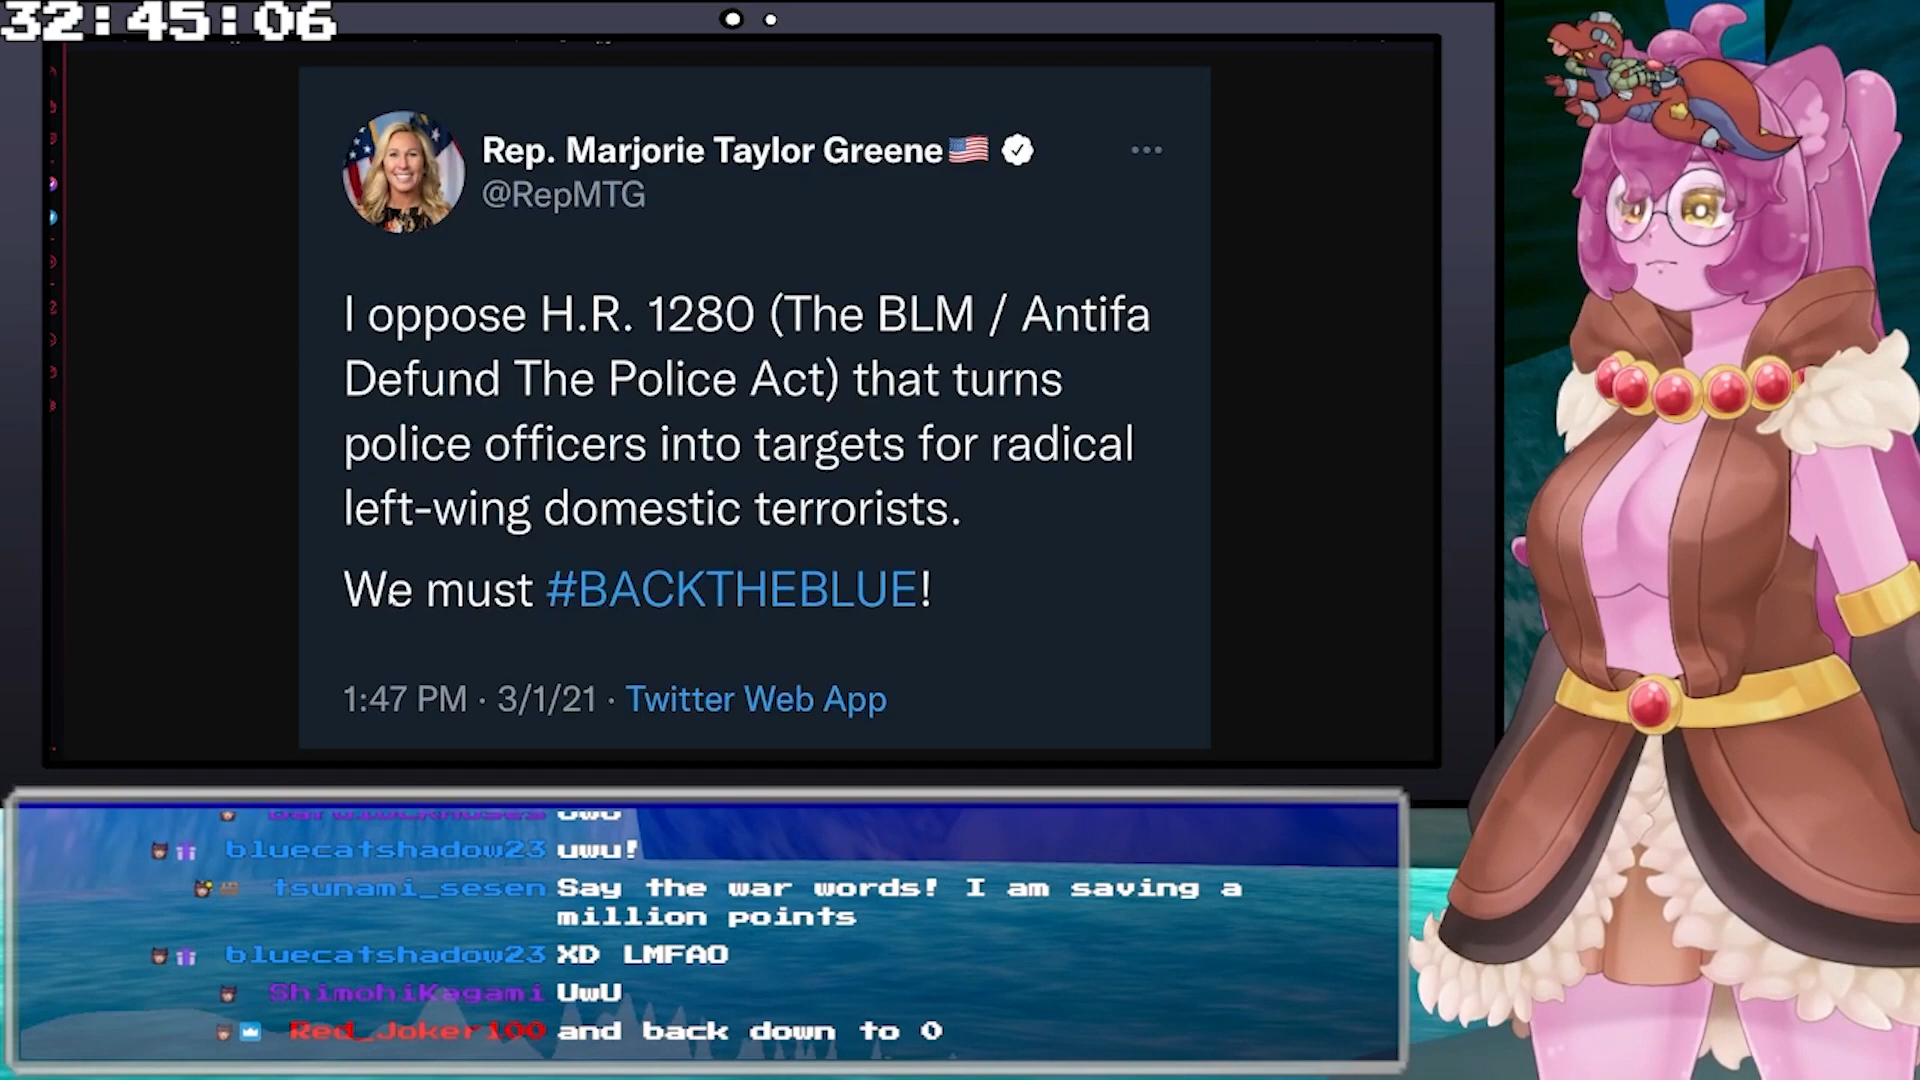 32:45:06
Rep. Marjorie Taylor Greene🇺🇸
@RepMTG
I oppose H.R. 1280 (The BLM / Antifa
Defund The Police Act) that turns
police officers into targets for radical
left-wing domestic terrorists.
We must #BACKTHEBLUE!
1:47 PM · 3/1/21 · Twitter Web App
UwU
bluecatshadow23 uwu!
tsunami_sesen Say the war words! I am saving a
million points
bluecatshadow23 XD LMFAO
ShimohiKagami UwU
Red_Joker100 and back down to 0